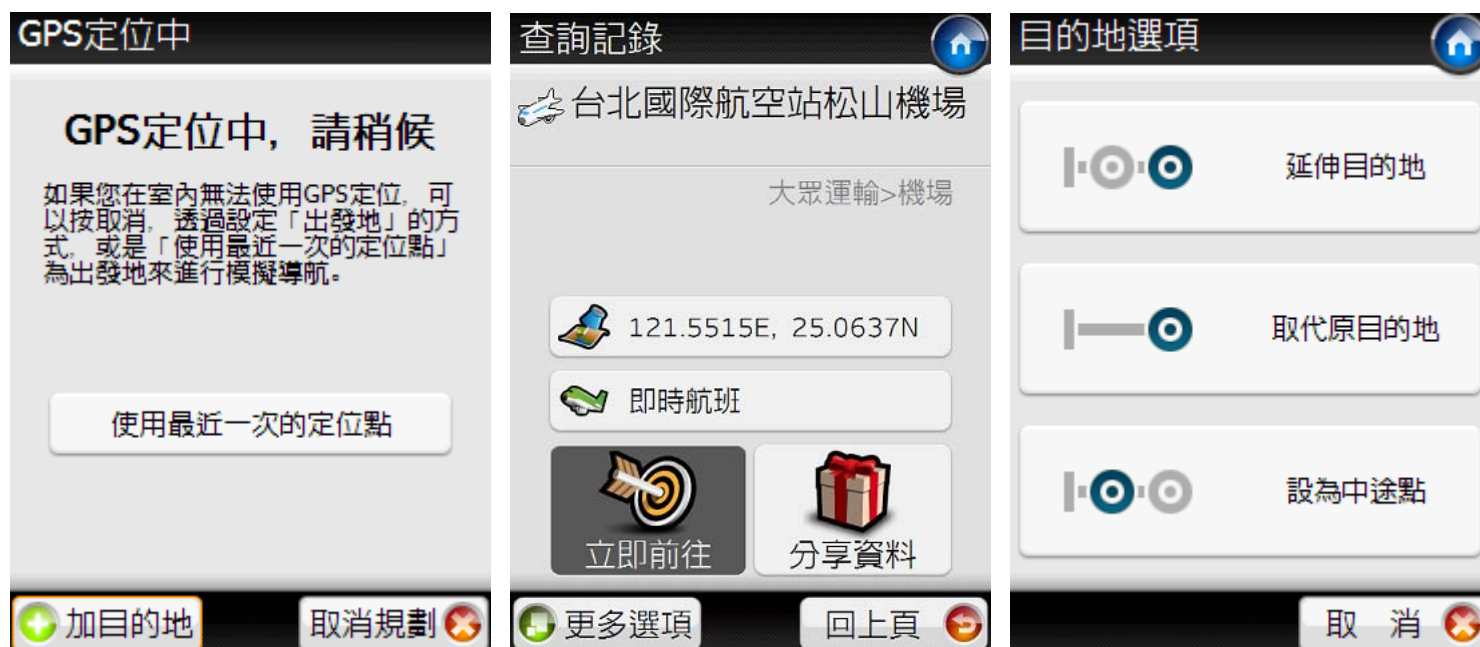 GPS定位中
GPS定位中，請稍候
如果您在室內無法使用GPS定位，可
以按取消，透過設定「出發地」的方
式，或是「使用最近一次的定位點」
為出發地來進行模擬導航。
使用最近一次的定位點
加目的地
取消規劃
查詢記錄
台北國際航空站松山機場
大眾運輸>機場
121.5515E, 25.0637N
即時航班
立即前往
分享資料
更多選項
回上頁
目的地選項
延伸目的地
取代原目的地
設為中途點
取 消